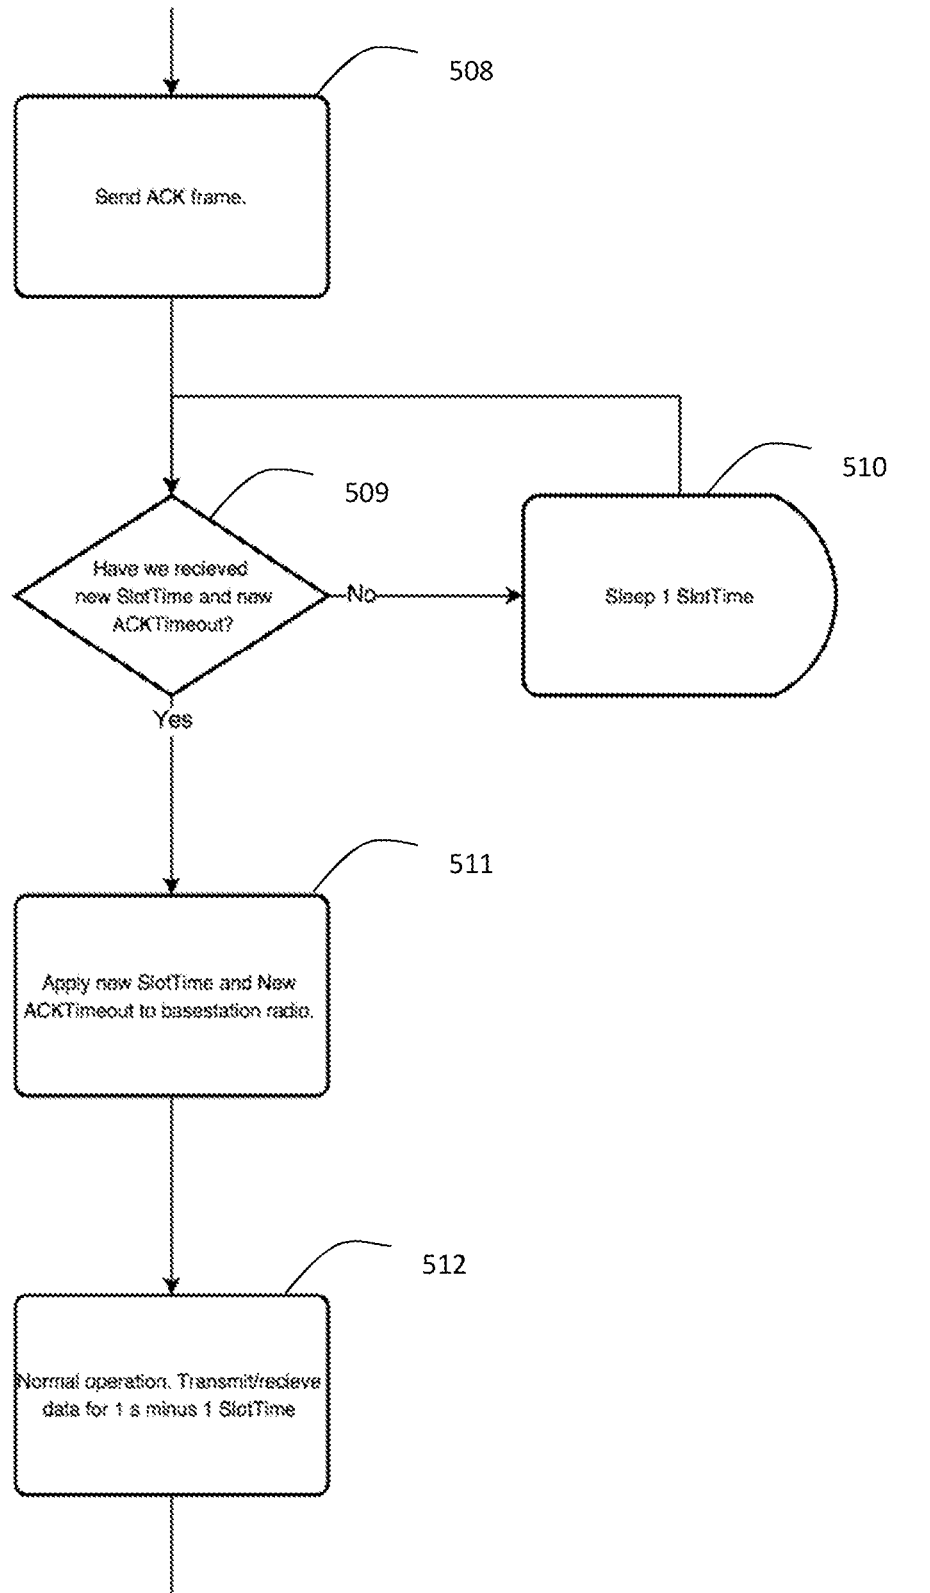 508
Send ACK frame.
510
509
Have we recieved
new SlotTime and new
ACKTimeout?
No
Sleep 1 SlotTime
Yes
511
Apply new SlotTime and New
ACKTimeout to basestation radio.
512
Normal operation. Transmit/recieve
data for 1 s minus 1 SlotTime